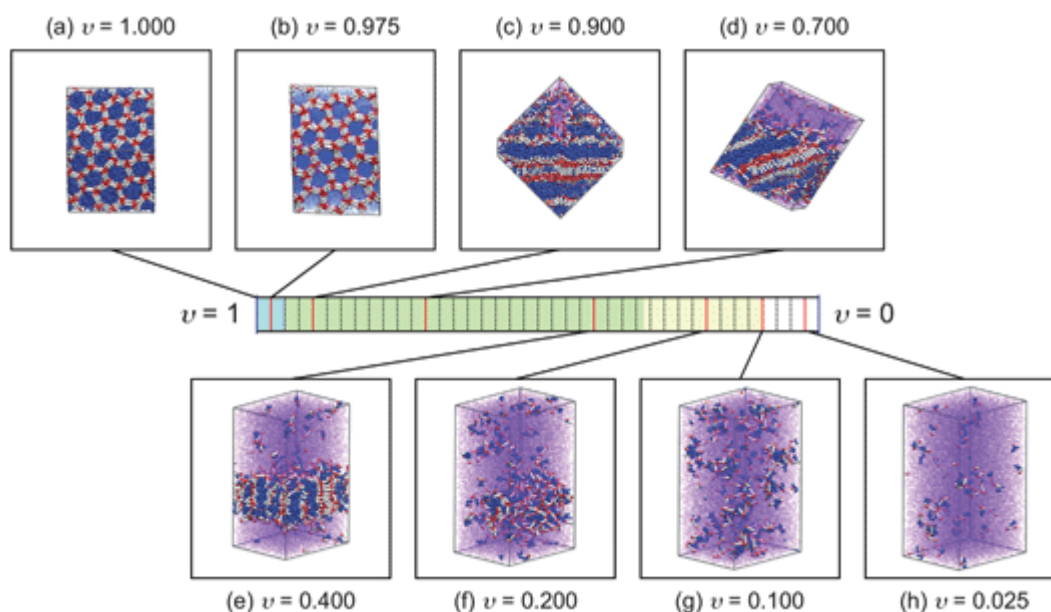 (a) υ = 1.000
(b) υ = 0.975
(c) υ = 0.900
(d) υ = 0.700
υ = 1
υ = 0
(e) υ = 0.400
(f) υ = 0.200
(g) υ = 0.100
(h) υ = 0.025